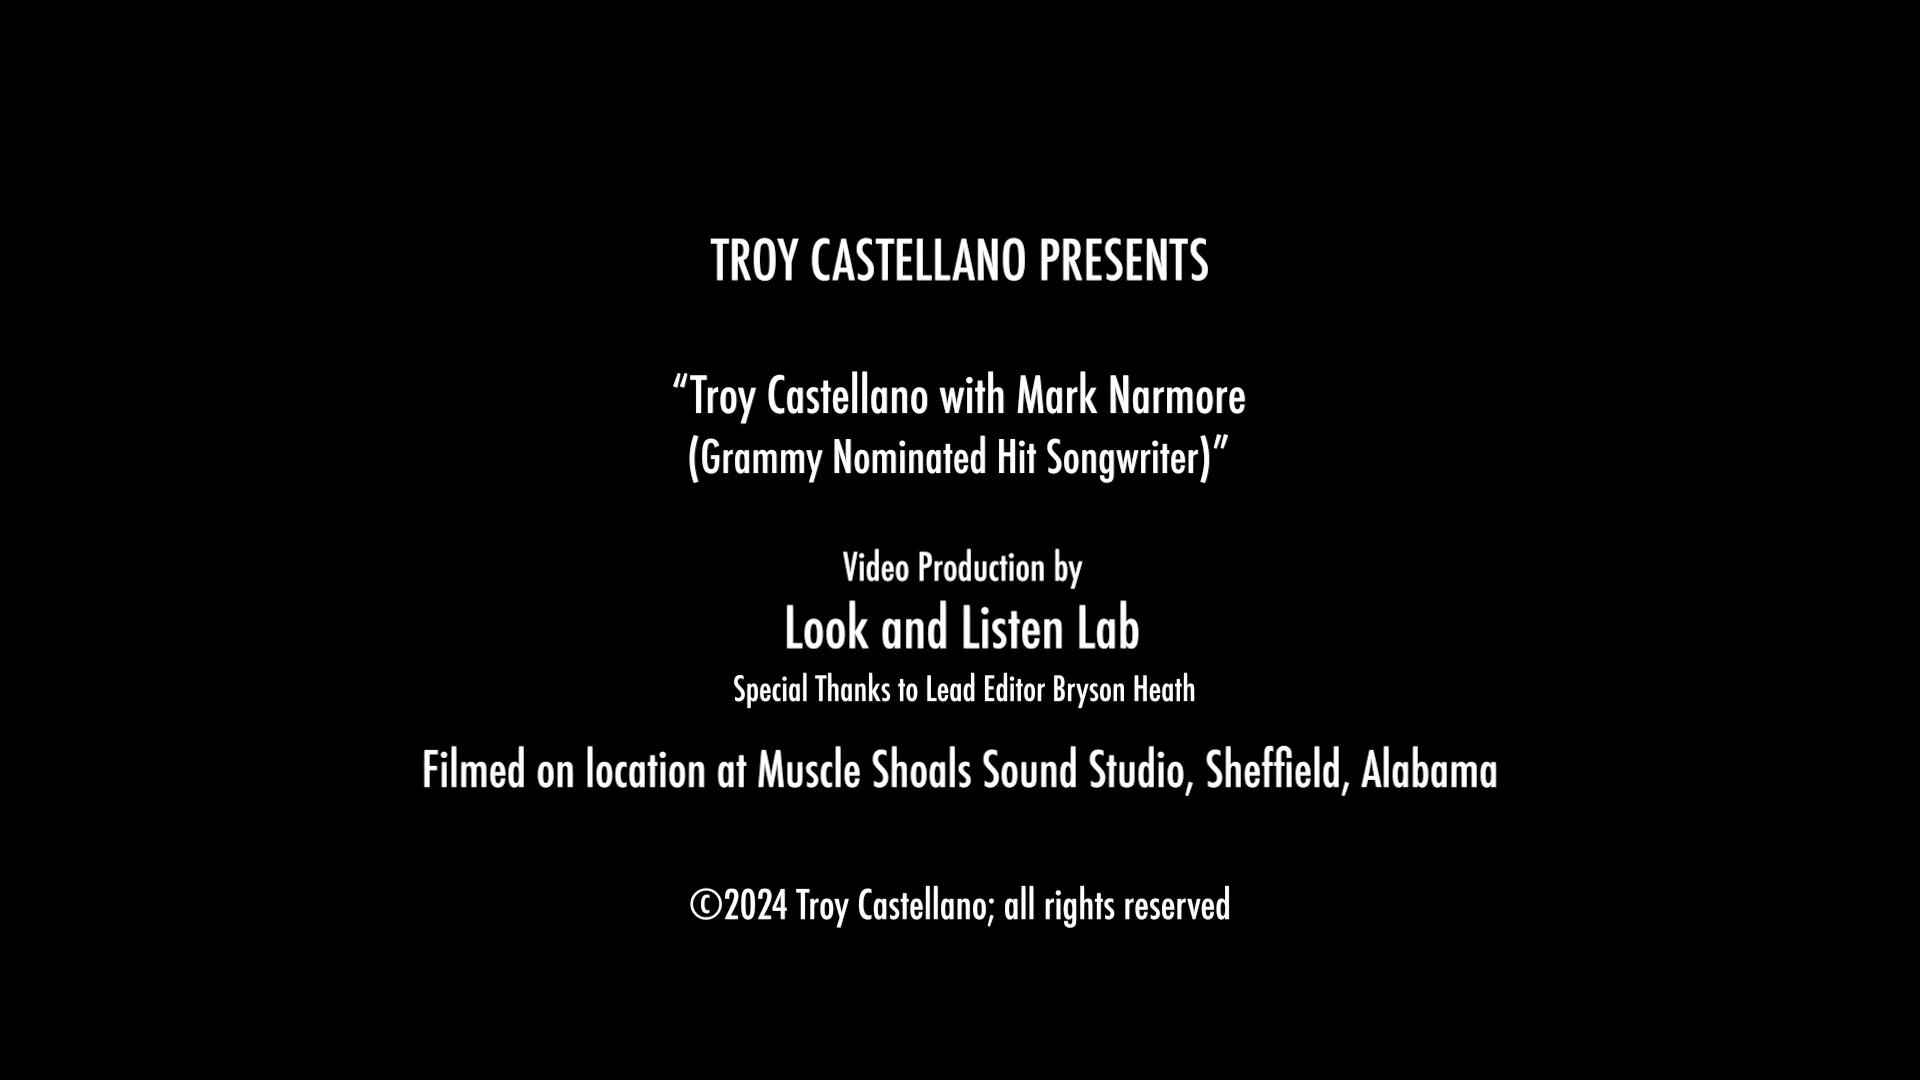 TROY CASTELLANO PRESENTS
“Troy Castellano with Mark Narmore
(Grammy Nominated Hit Songwriter)”
Video Production by
Look and Listen Lab
Special Thanks to Lead Editor Bryson Heath
Filmed on location at Muscle Shoals Sound Studio, Sheffield, Alabama
©2024 Troy Castellano; all rights reserved